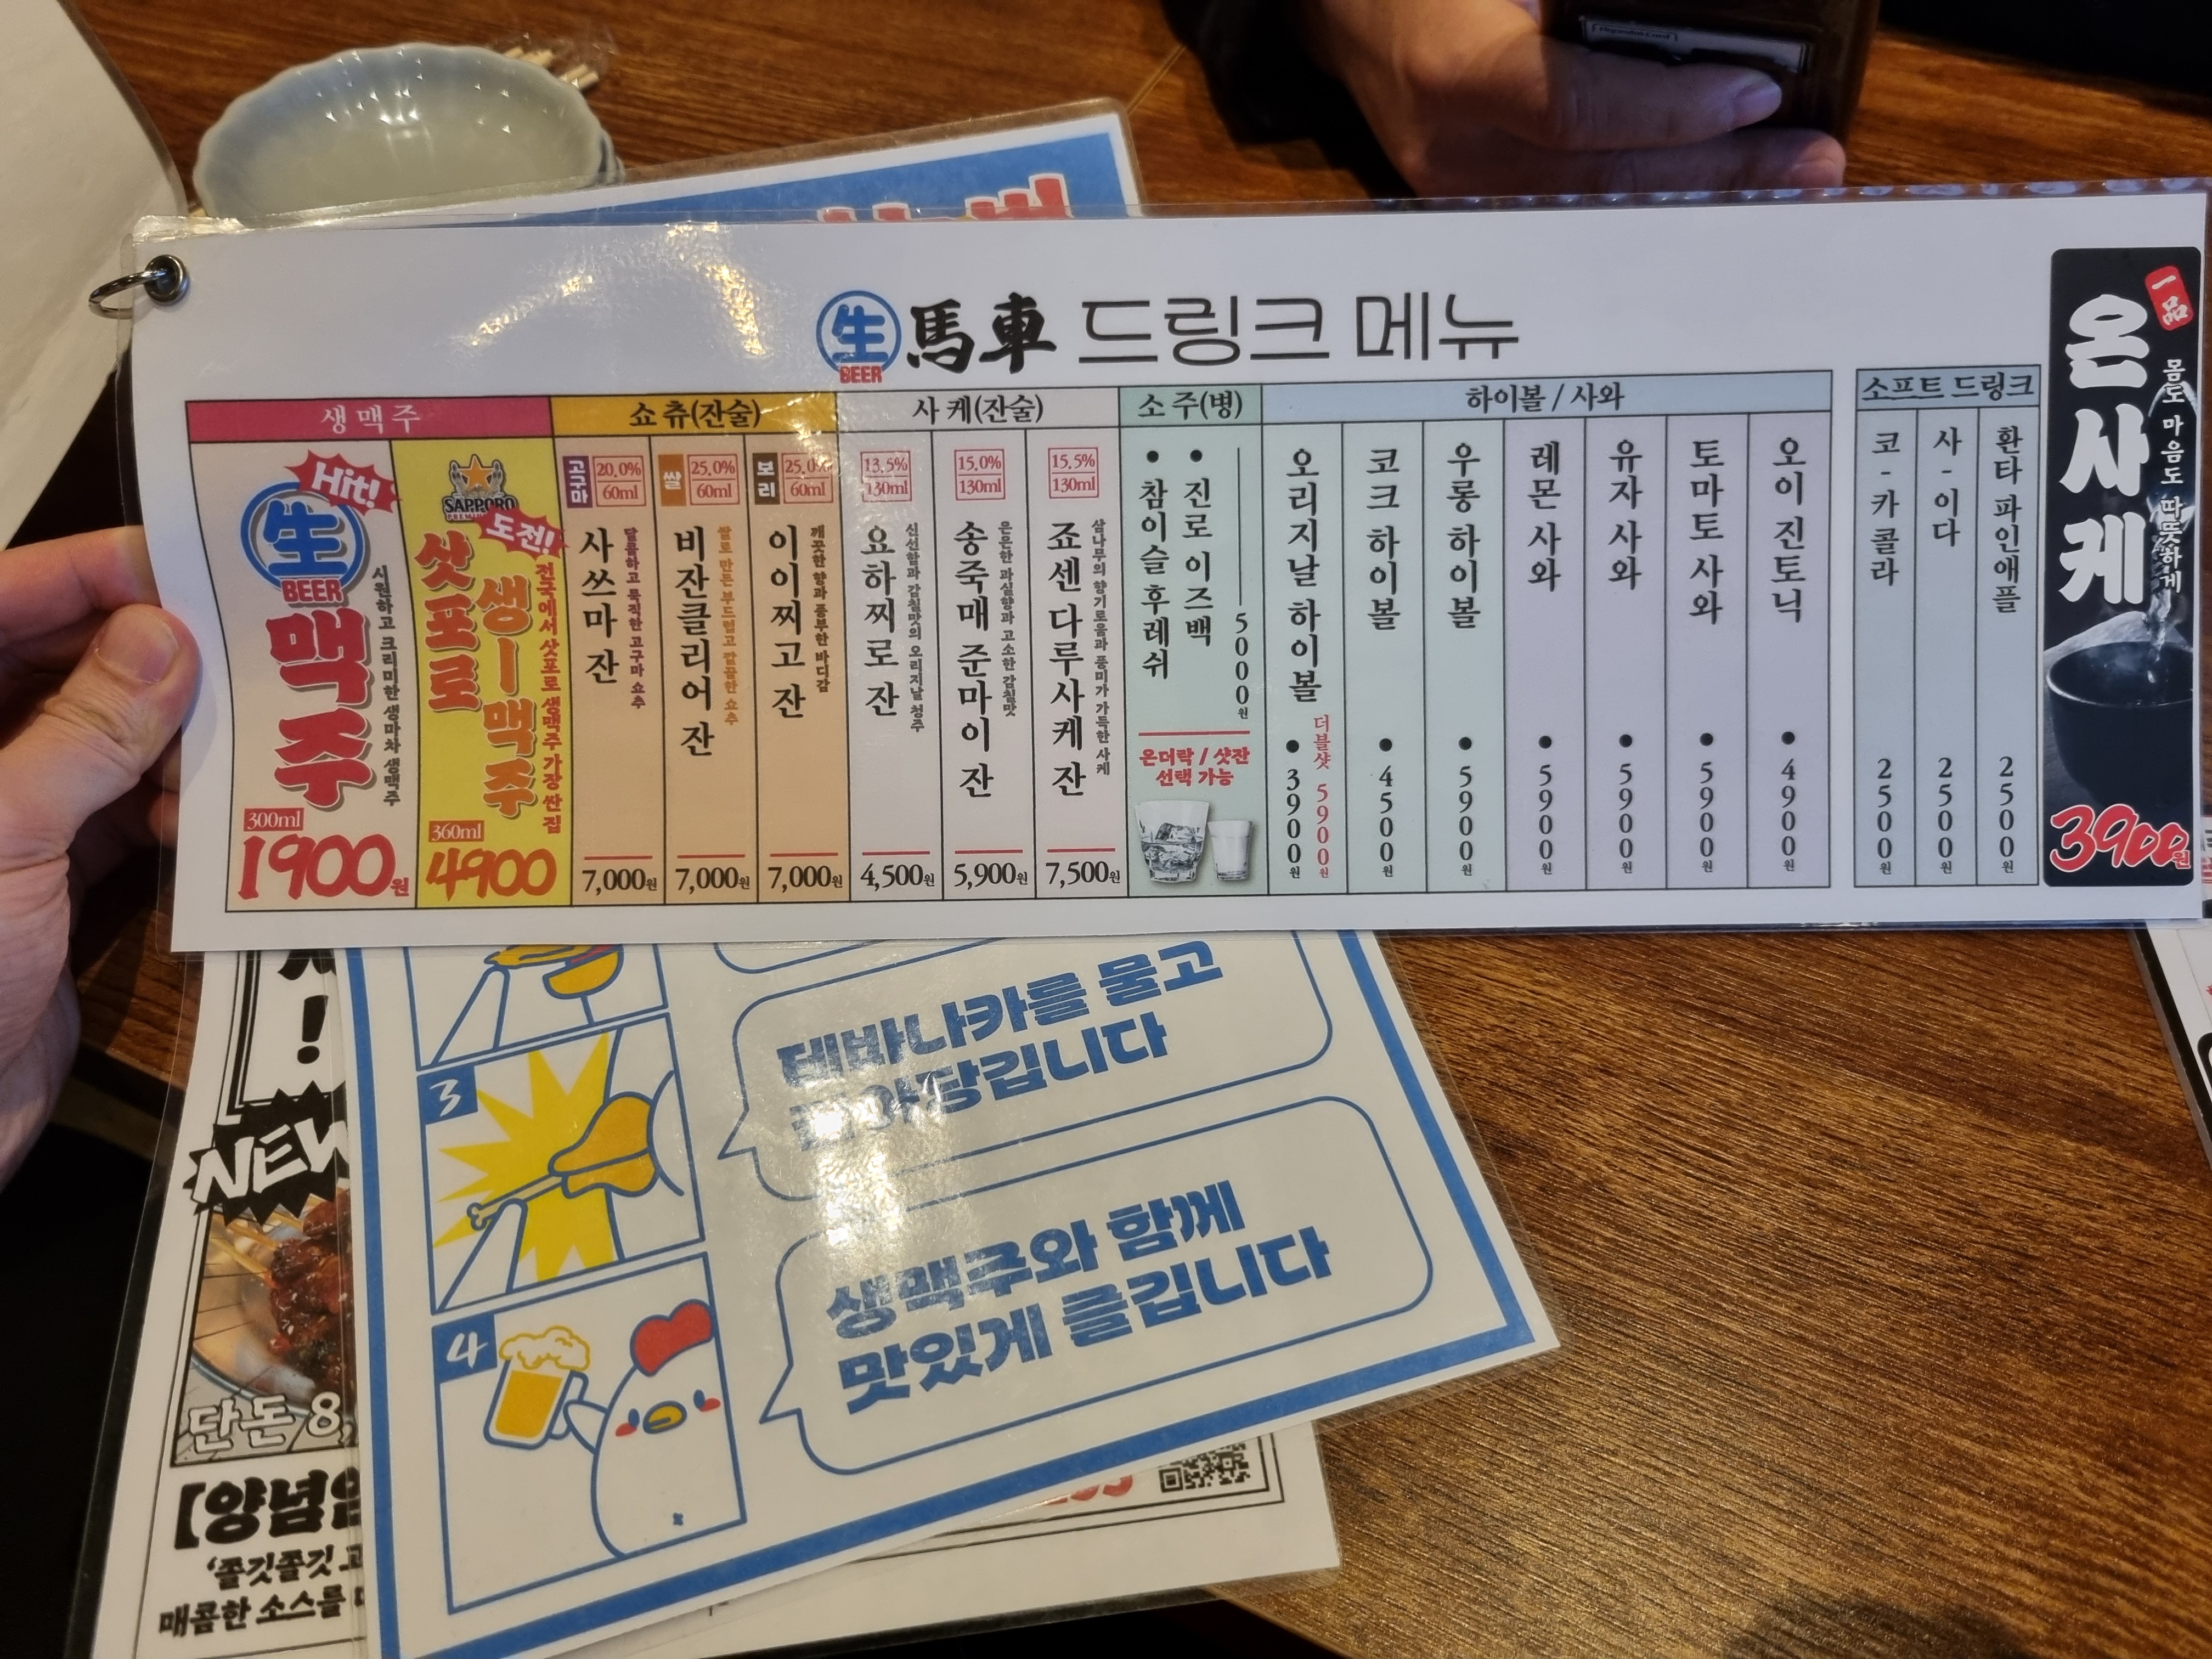 生
BEER
馬車 드링크 메뉴
생맥주
Hit!
生
BEER
맥주
시원하고 크리미한 생마차 생맥주
300ml
1900원
SAPPORO
도전!
삿포로
생ㅣ맥주
전국에서 삿포로 생맥주 가장 싼 집
360ml
4900
쇼츄(잔술)
고구마
20.0%
60ml
사쓰마 잔
달콤하고 묵직한 고구마 쇼츄
7,000원
쌀
25.0%
60ml
비잔클리어 잔
쌀로 만든 부드럽고 깔끔한 쇼츄
7,000원
보리
25.0%
60ml
이이찌고 잔
깨끗한 향과 풍부한 바디감
7,000원
사케(잔술)
13.5%
130ml
요하찌로 잔
신선함과 감칠맛의 오리지날 청주
4,500원
15.0%
130ml
송죽매 준마이 잔
은은한 과실향과 고소한 감칠맛
5,900원
15.5%
130ml
죠센 다루사케 잔
삼나무의 향기로움과 풍미가 가득한 사케
7,500원
소주(병)
• 진로 이즈백
• 참이슬 후레쉬
5000원
온더락 / 샷잔
선택 가능
하이볼 / 사와
오리지날 하이볼 • 3900원
더블샷 5900원
코크 하이볼 • 4500원
우롱 하이볼 • 5900원
레몬 사와 • 5900원
유자 사와 • 5900원
토마토 사와 • 5900원
오이 진토닉 • 4900원
소프트 드링크
코-카콜라 2500원
사-이다 2500원
환타 파인애플 2500원
一品
온사케
몸도 마음도 따뜻하게
3900원
3
테바나카를 물고
4
생맥주와 함께
맛있게 즐깁니다
!
NEW
단돈 8,
[양념
'쫄깃쫄깃
매콤한 소스를